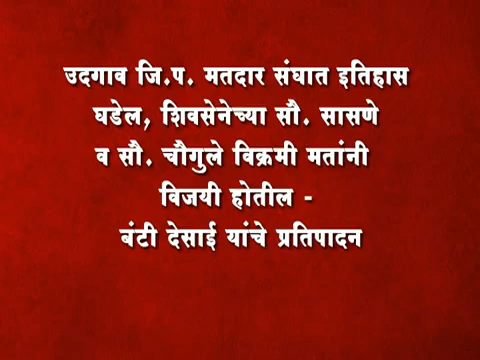 उदगाव जि.प. मतदार संघात इतिहास
घडेल, शिवसेनेच्या सौ. सासणे
व सौ. चौगुले विक्रमी मतांनी
विजयी होतील -
बंटी देसाई यांचे प्रतिपादन